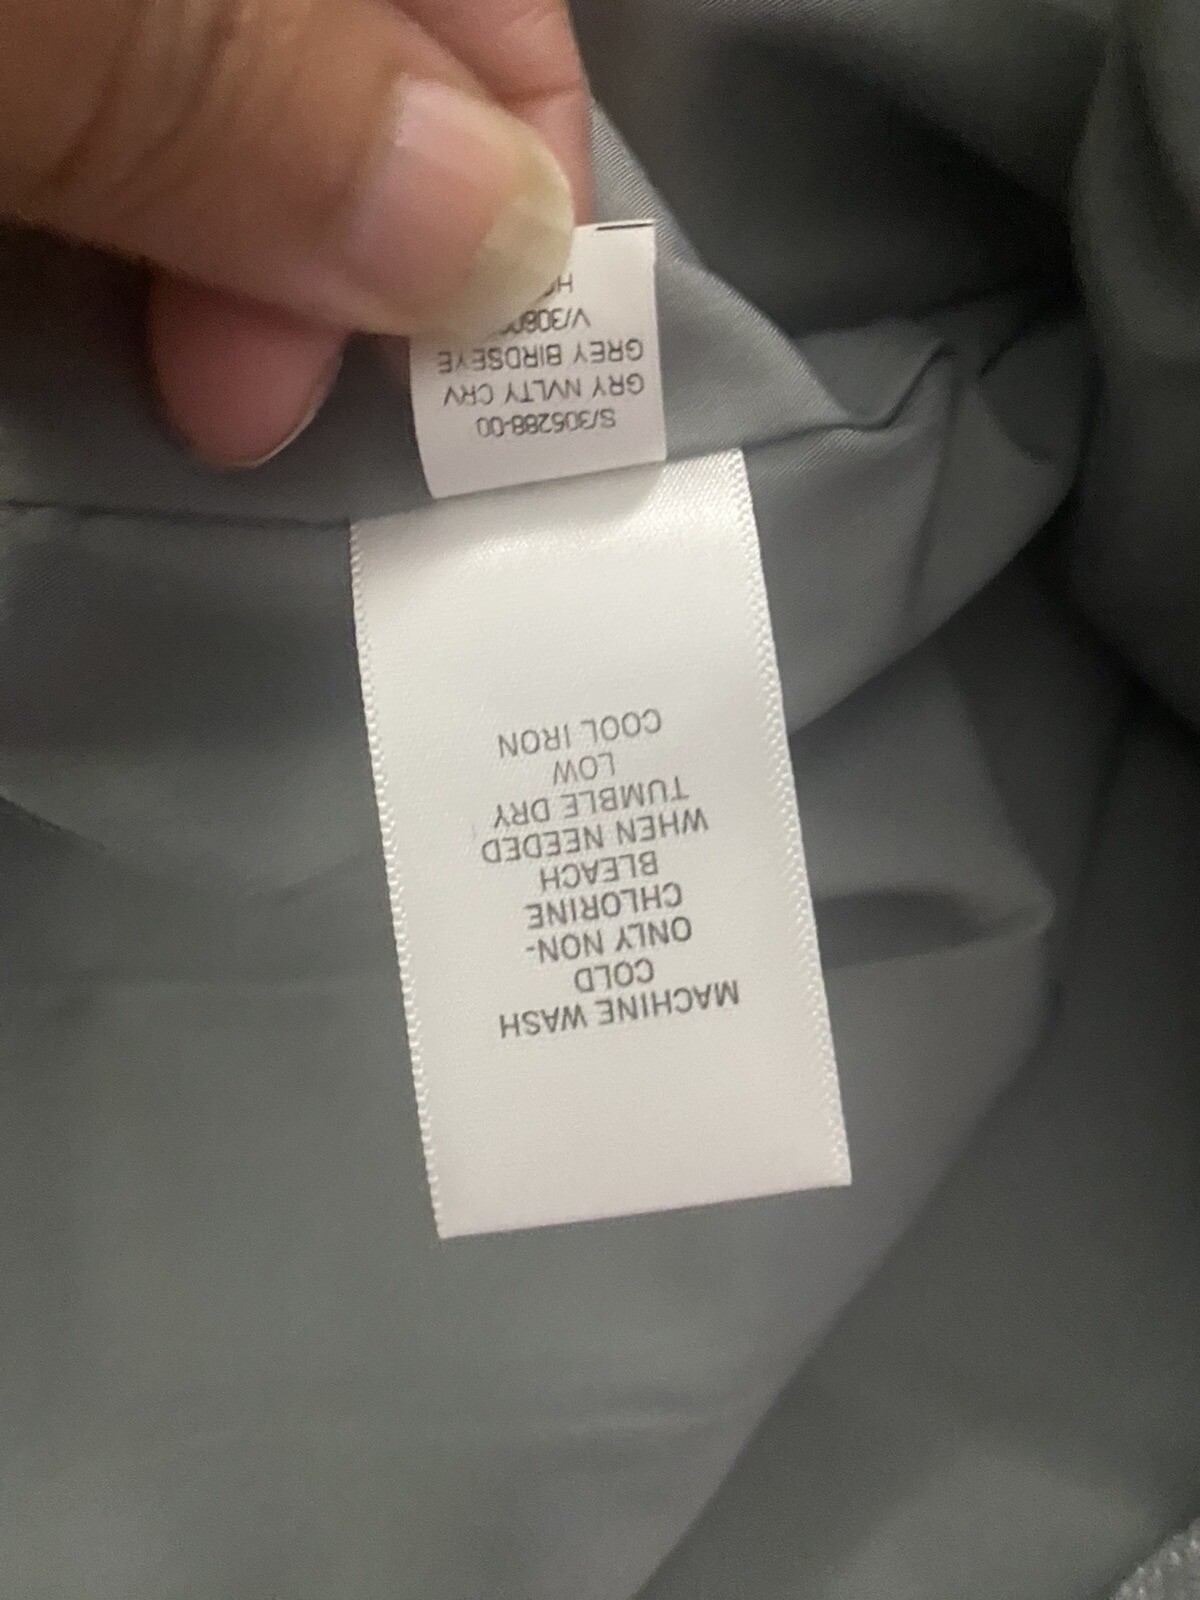 S/305288-00
GRY NVLTY CRV
GREY BIRDSEYE
MACHINE WASH
COLD
ONLY NON-
CHLORINE
BLEACH
WHEN NEEDED
TUMBLE DRY
LOW
COOL IRON